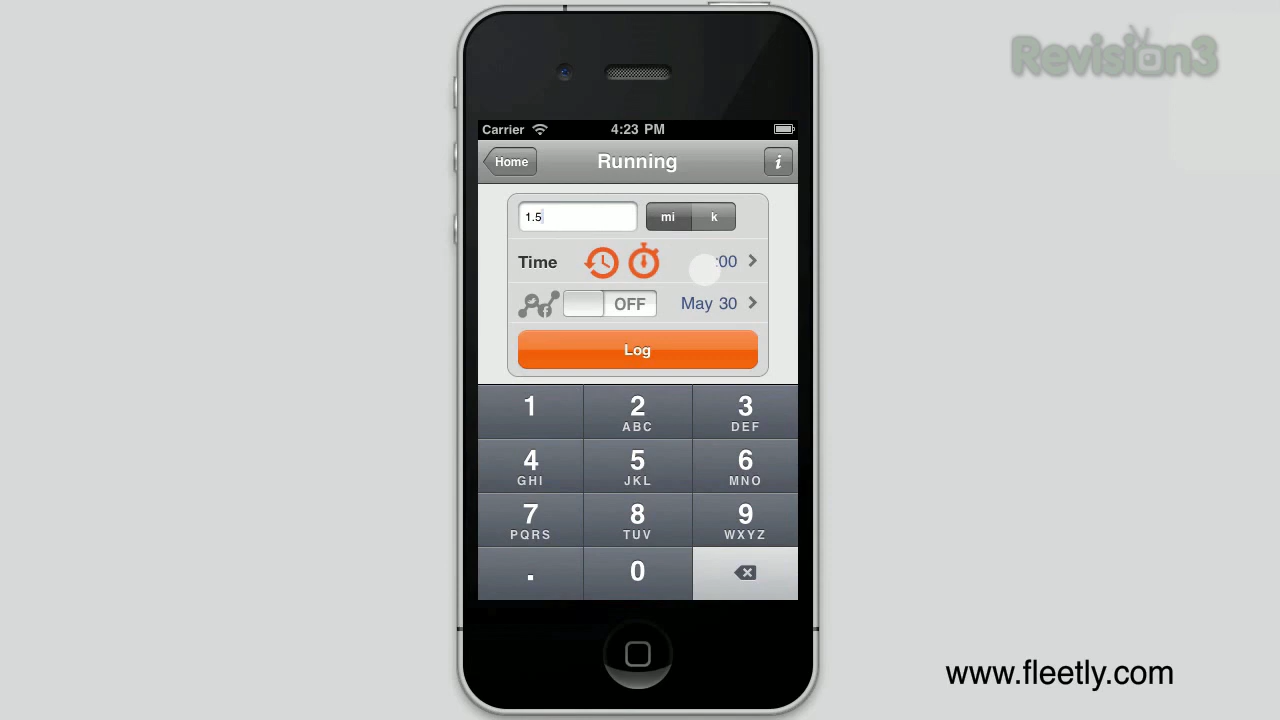 Revision3
Carrier 4:23 PM
Home Running i
1.5 mi k
Time :00
OFF May 30
Log
1 2 3
ABC DEF
4 5 6
GHI JKL MNO
7 8 9
PQRS TUV WXYZ
. 0
www.fleetly.com